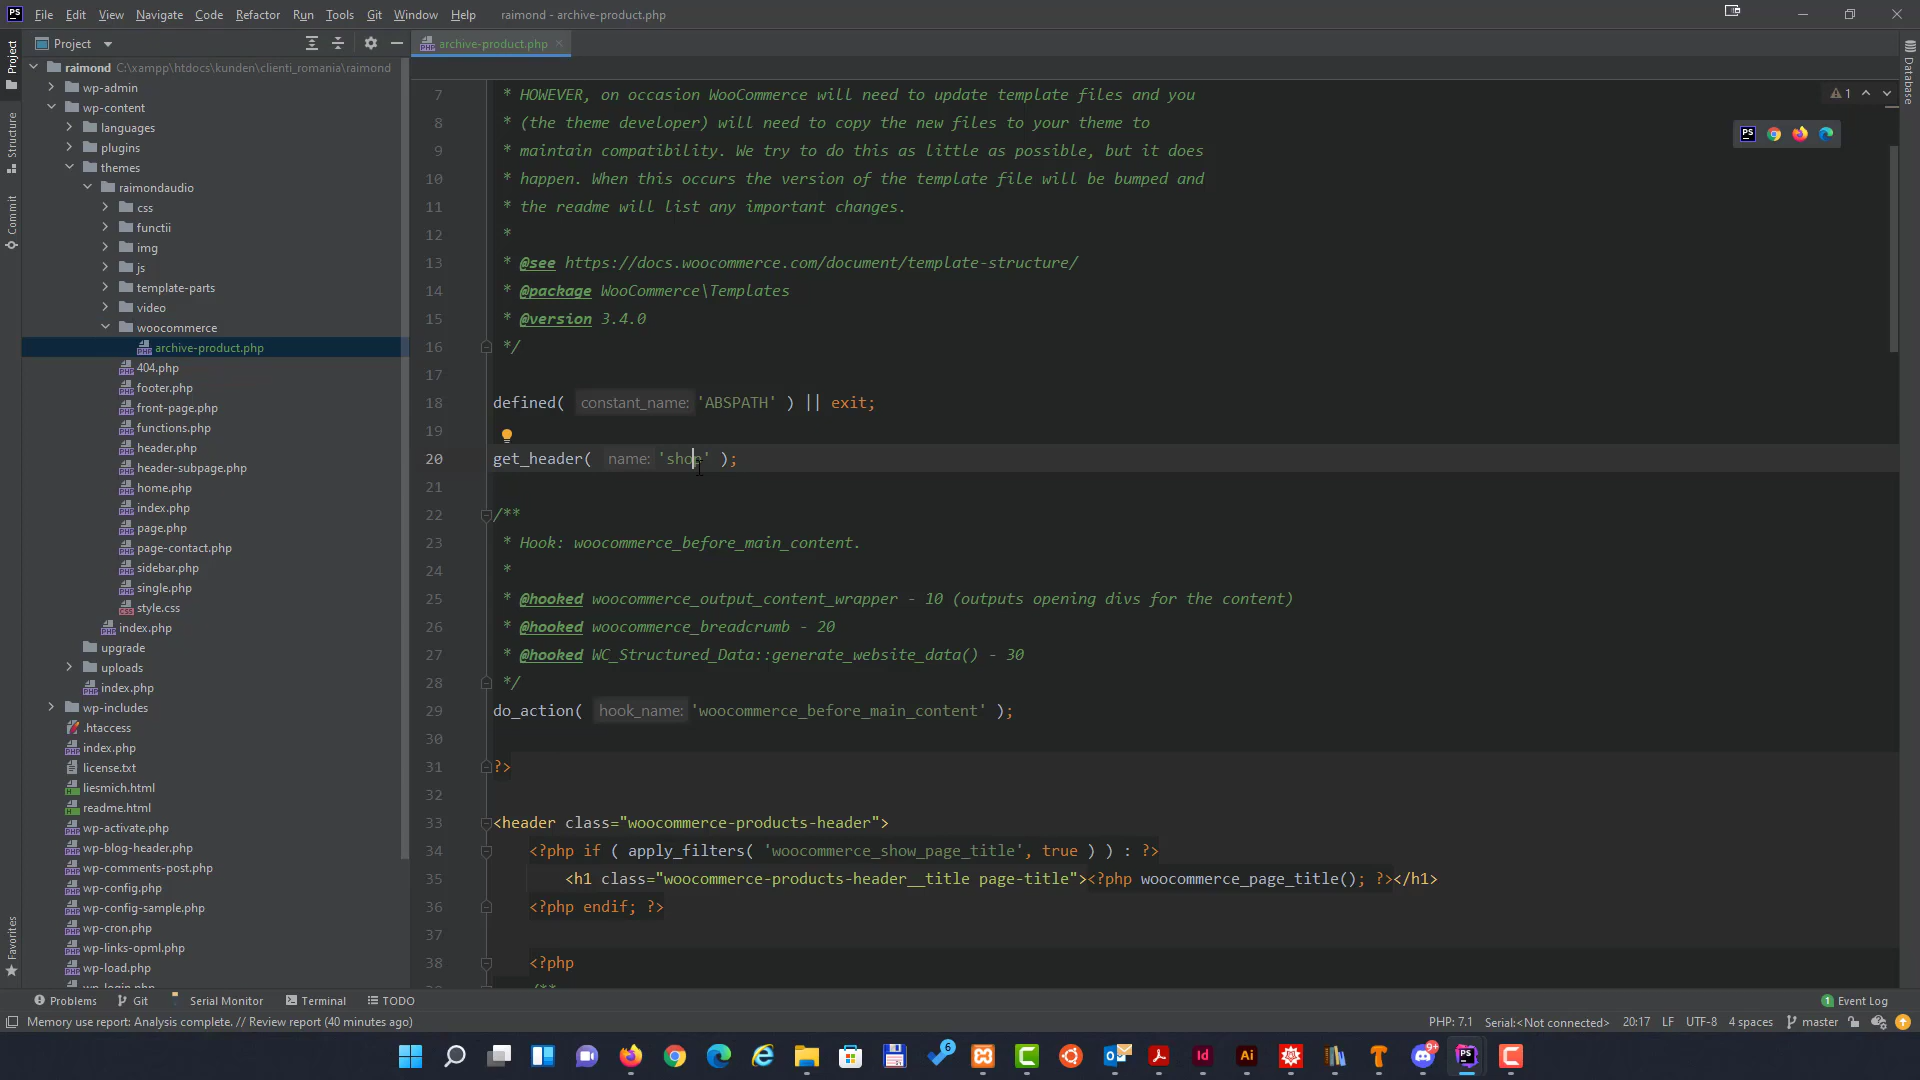 PS File Edit View Navigate Code Refactor Run Tools Git Window Help raimond - archive-product.php
Project
archive-product.php
raimond C:\xampp\htdocs\kunden\clienti_romania\raimond
wp-admin
wp-content
languages
plugins
themes
raimondaudio
css
functii
img
js
template-parts
video
woocommerce
archive-product.php
404.php
footer.php
front-page.php
functions.php
header.php
header-subpage.php
home.php
index.php
page.php
page-contact.php
sidebar.php
single.php
style.css
index.php
upgrade
uploads
index.php
wp-includes
.htaccess
index.php
license.txt
liesmich.html
readme.html
wp-activate.php
wp-blog-header.php
wp-comments-post.php
wp-config.php
wp-config-sample.php
wp-cron.php
wp-links-opml.php
wp-load.php
wp-login.php
Project
Structure
Commit
Favorites
Database
1
7 * HOWEVER, on occasion WooCommerce will need to update template files and you
8 * (the theme developer) will need to copy the new files to your theme to
9 * maintain compatibility. We try to do this as little as possible, but it does
10 * happen. When this occurs the version of the template file will be bumped and
11 * the readme will list any important changes.
12 *
13 * @see https://docs.woocommerce.com/document/template-structure/
14 * @package WooCommerce\Templates
15 * @version 3.4.0
16 */
17
18 defined( constant_name: 'ABSPATH' ) || exit;
19
20 get_header( name: 'shop' );
21
22 /**
23 * Hook: woocommerce_before_main_content.
24 *
25 * @hooked woocommerce_output_content_wrapper - 10 (outputs opening divs for the content)
26 * @hooked woocommerce_breadcrumb - 20
27 * @hooked WC_Structured_Data::generate_website_data() - 30
28 */
29 do_action( hook_name: 'woocommerce_before_main_content' );
30
31 ?>
32
33 <header class="woocommerce-products-header">
34 <?php if ( apply_filters( 'woocommerce_show_page_title', true ) ) : ?>
35 <h1 class="woocommerce-products-header__title page-title"><?php woocommerce_page_title(); ?></h1>
36 <?php endif; ?>
37
38 <?php
/**
Problems Git Serial Monitor Terminal TODO 1 Event Log
Memory use report: Analysis complete. // Review report (40 minutes ago) PHP: 7.1 Serial:<Not connected> 20:17 LF UTF-8 4 spaces master
6 Id Ai 9+ PS